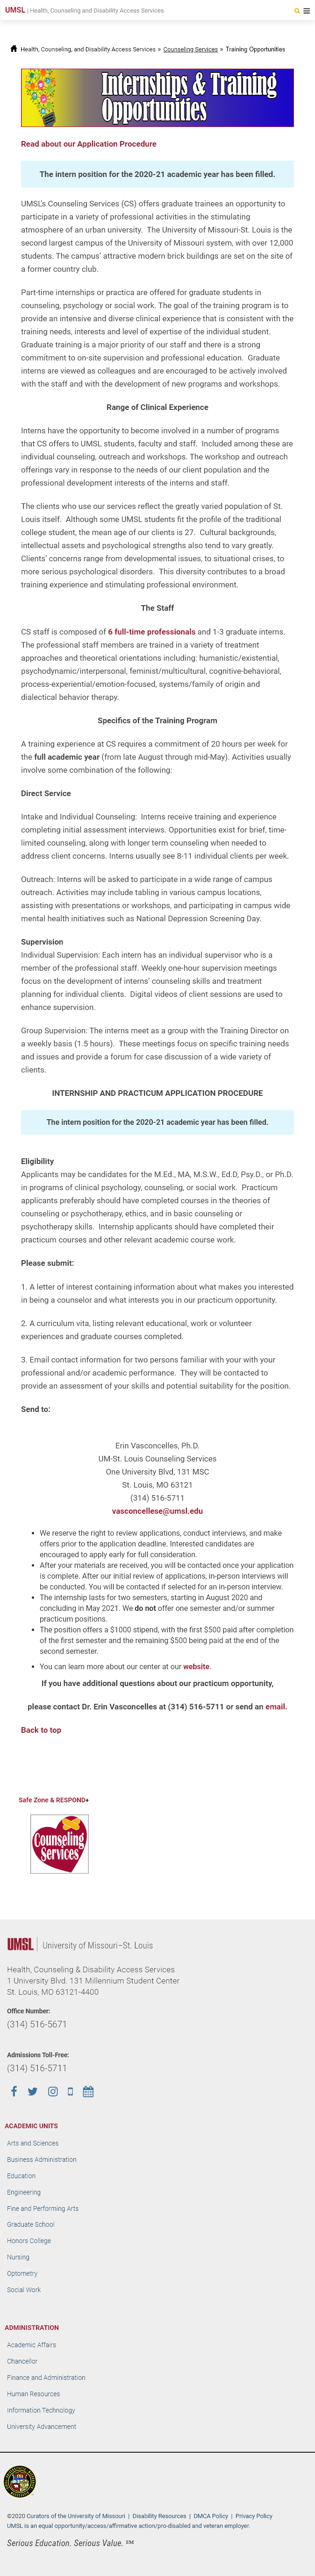 UMSL | Health, Counseling and Disability Access Services
Health, Counseling, and Disability Access Services » Counseling Services » Training Opportunities
Internships & Training
Opportunities
Read about our Application Procedure
The intern position for the 2020-21 academic year has been filled.
UMSL's Counseling Services (CS) offers graduate trainees an opportunity to
participate in a variety of professional activities in the stimulating
atmosphere of an urban university.  The University of Missouri-St. Louis is the
second largest campus of the University of Missouri system, with over 12,000
students. The campus' attractive modern brick buildings are set on the site of
a former country club.
Part-time internships or practica are offered for graduate students in
counseling, psychology or social work. The goal of the training program is to
provide an intensive and diverse clinical experience that is consistent with the
training needs, interests and level of expertise of the individual student.
Graduate training is a major priority of our staff and there is a strong
commitment to on-site supervision and professional education.  Graduate
interns are viewed as colleagues and are encouraged to be actively involved
with the staff and with the development of new programs and workshops.
Range of Clinical Experience
Interns have the opportunity to become involved in a number of programs
that CS offers to UMSL students, faculty and staff.  Included among these are
individual counseling, outreach and workshops. The workshop and outreach
offerings vary in response to the needs of our client population and the
professional development interests of the interns and staff.
The clients who use our services reflect the great variety found in today's St.
Louis itself.  Although some UMSL students fit the profile of the traditional
college student, the mean age of our clients is 27.  Cultural backgrounds,
intellectual assets and psychological strengths also tend to vary greatly.
Clients' concerns range from developmental issues, to situational crises, to
more serious psychological disorders.  This diversity contributes to a broad
training experience and stimulating professional environment.
The Staff
CS staff is composed of 6 full-time professionals and 1-3 graduate interns.
The professional staff members are trained in a variety of treatment
approaches and theoretical orientations including: humanistic/existential,
psychodynamic/interpersonal, feminist/multicultural, cognitive-behavioral,
process-experiential/emotion-focused, systems/family of origin and
dialectical behavior therapy.
Specifics of the Training Program
A training experience at CS requires a commitment of 20 hours per week for
the full academic year (from late August through mid-May). Activities usually
involve some combination of the following:
Direct Service
Intake and Individual Counseling:  Interns receive training and experience
completing initial assessment interviews. Opportunities exist for brief, time-
limited counseling, along with longer term counseling when needed to
address client concerns. Interns usually see 8-11 individual clients per week.
Outreach: Interns will be asked to participate in a wide range of campus
outreach. Activities may include tabling in various campus locations,
assisting with presentations or workshops, and participating in campus wide
mental health initiatives such as National Depression Screening Day.
Supervision
Individual Supervision: Each intern has an individual supervisor who is a
member of the professional staff. Weekly one-hour supervision meetings
focus on the development of interns' counseling skills and treatment
planning for individual clients.  Digital videos of client sessions are used to
enhance supervision.
Group Supervision: The interns meet as a group with the Training Director on
a weekly basis (1.5 hours).  These meetings focus on specific training needs
and issues and provide a forum for case discussion of a wide variety of
clients.
INTERNSHIP AND PRACTICUM APPLICATION PROCEDURE
The intern position for the 2020-21 academic year has been filled.
Eligibility
Applicants may be candidates for the M.Ed., MA, M.S.W., Ed.D, Psy.D., or Ph.D.
in programs of clinical psychology, counseling, or social work.  Practicum
applicants preferably should have completed courses in the theories of
counseling or psychotherapy, ethics, and in basic counseling or
psychotherapy skills.  Internship applicants should have completed their
practicum courses and other relevant academic course work.
Please submit:
1. A letter of interest containing information about what makes you interested
in being a counselor and what interests you in our practicum opportunity.
2. A curriculum vita, listing relevant educational, work or volunteer
experiences and graduate courses completed.
3. Email contact information for two persons familiar with you with your
professional and/or academic performance.  They will be contacted to
provide an assessment of your skills and potential suitability for the position.
Send to:
Erin Vasconcelles, Ph.D.
UM-St. Louis Counseling Services
One University Blvd, 131 MSC
St. Louis, MO 63121
(314) 516-5711
vasconcellese@umsl.edu
• We reserve the right to review applications, conduct interviews, and make
offers prior to the application deadline. Interested candidates are
encouraged to apply early for full consideration.
• After your materials are received, you will be contacted once your application
is complete. After our initial review of applications, in-person interviews will
be conducted. You will be contacted if selected for an in-person interview.
• The internship lasts for two semesters, starting in August 2020 and
concluding in May 2021. We do not offer one semester and/or summer
practicum positions.
• The position offers a $1000 stipend, with the first $500 paid after completion
of the first semester and the remaining $500 being paid at the end of the
second semester.
• You can learn more about our center at our website.
If you have additional questions about our practicum opportunity,
please contact Dr. Erin Vasconcelles at (314) 516-5711 or send an email.
Back to top
Safe Zone & RESPOND+
Counseling
Services
UMSL | University of Missouri–St. Louis
Health, Counseling & Disability Access Services
1 University Blvd. 131 Millennium Student Center
St. Louis, MO 63121-4400
Office Number:
(314) 516-5671
Admissions Toll-Free:
(314) 516-5711
ACADEMIC UNITS
Arts and Sciences
Business Administration
Education
Engineering
Fine and Performing Arts
Graduate School
Honors College
Nursing
Optometry
Social Work
ADMINISTRATION
Academic Affairs
Chancellor
Finance and Administration
Human Resources
Information Technology
University Advancement
©2020 Curators of the University of Missouri | Disability Resources | DMCA Policy | Privacy Policy
UMSL is an equal opportunity/access/affirmative action/pro-disabled and veteran employer.
Serious Education. Serious Value. ℠